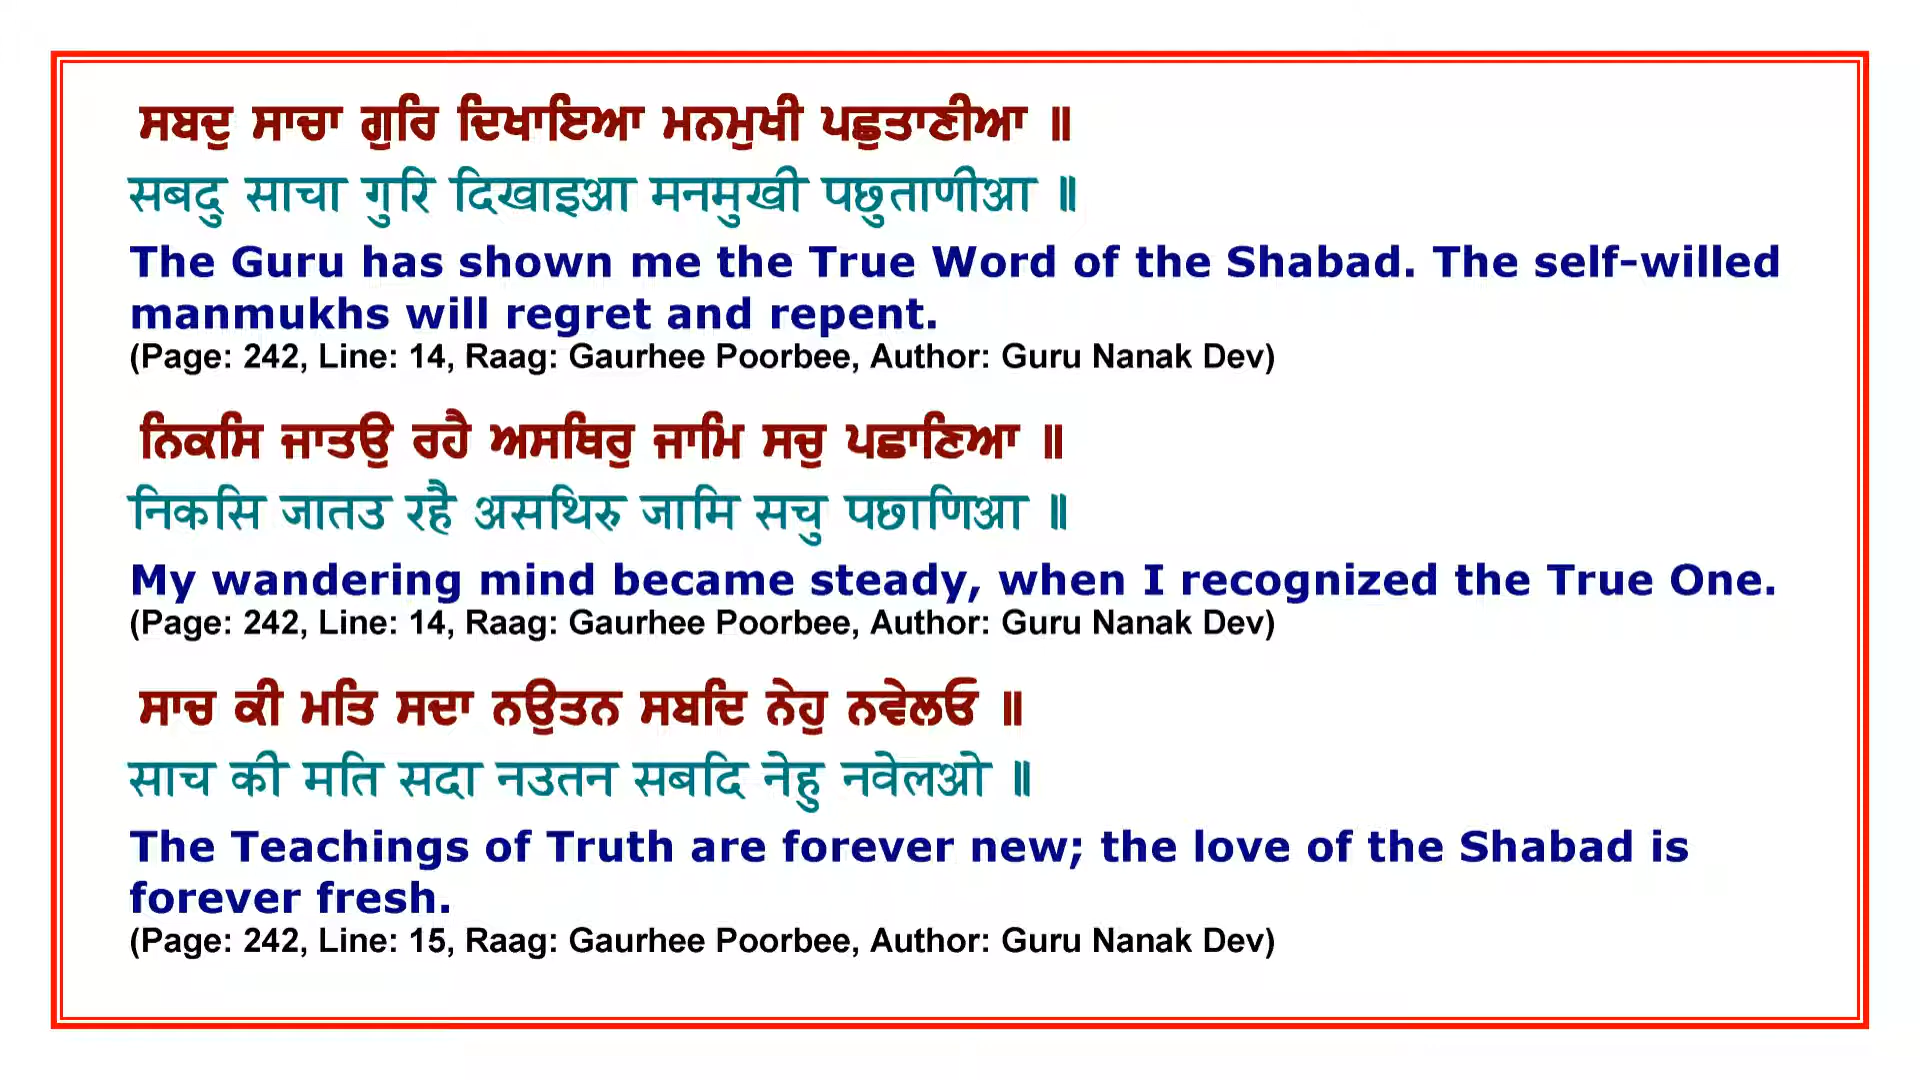 ਸਬਦੁ ਸਾਚਾ ਗੁਰਿ ਦਿਖਾਇਆ ਮਨਮੁਖੀ ਪਛੁਤਾਣੀਆ ॥
सबदु साचा गुरि दिखाइआ मनमुखी पछुताणीआ ॥
The Guru has shown me the True Word of the Shabad. The self-willed
manmukhs will regret and repent.
(Page: 242, Line: 14, Raag: Gaurhee Poorbee, Author: Guru Nanak Dev)
ਨਿਕਸਿ ਜਾਤਉ ਰਹੈ ਅਸਥਿਰੁ ਜਾਮਿ ਸਚੁ ਪਛਾਣਿਆ ॥
निकसि जातउ रहै असथिरु जामि सचु पछाणिआ ॥
My wandering mind became steady, when I recognized the True One.
(Page: 242, Line: 14, Raag: Gaurhee Poorbee, Author: Guru Nanak Dev)
ਸਾਚ ਕੀ ਮਤਿ ਸਦਾ ਨਉਤਨ ਸਬਦਿ ਨੇਹੁ ਨਵੇਲਓ ॥
साच की मति सदा नउतन सबदि नेहु नवेलओ ॥
The Teachings of Truth are forever new; the love of the Shabad is
forever fresh.
(Page: 242, Line: 15, Raag: Gaurhee Poorbee, Author: Guru Nanak Dev)